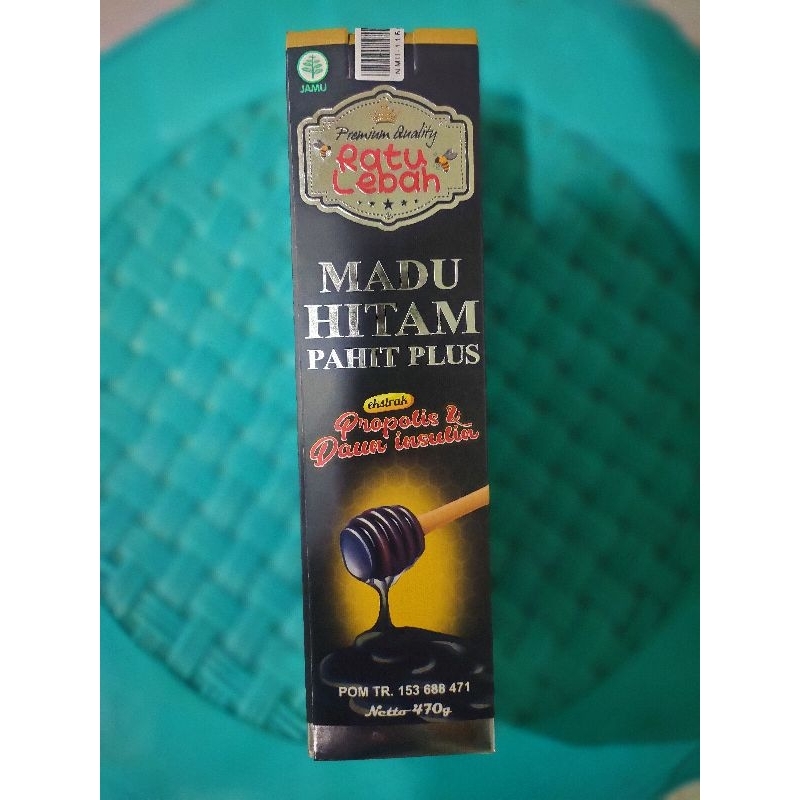 JAMU
Premium Quality
Ratu
Lebah
MADU
HITAM
PAHIT PLUS
ekstrak
Propolis &
Daun insulin
POM TR. 153 688 471
Netto 470g